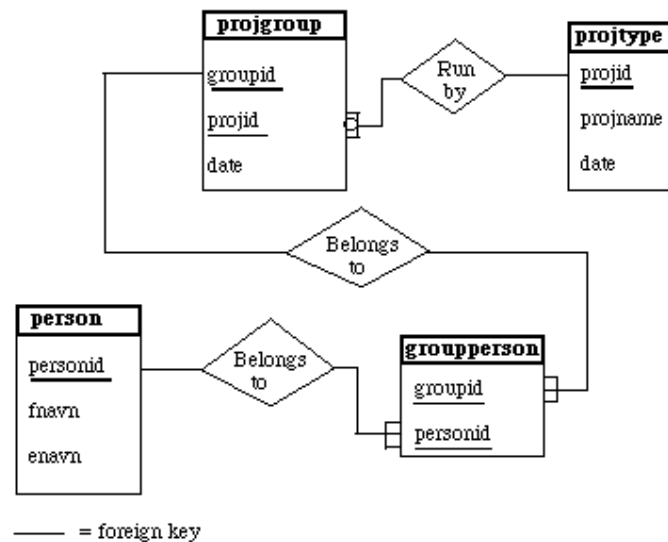 projgroup
groupid
projid
date
Run
by
projtype
projid
projname
date
Belongs
to
person
personid
fnavn
enavn
Belongs
to
groupperson
groupid
personid
= foreign key